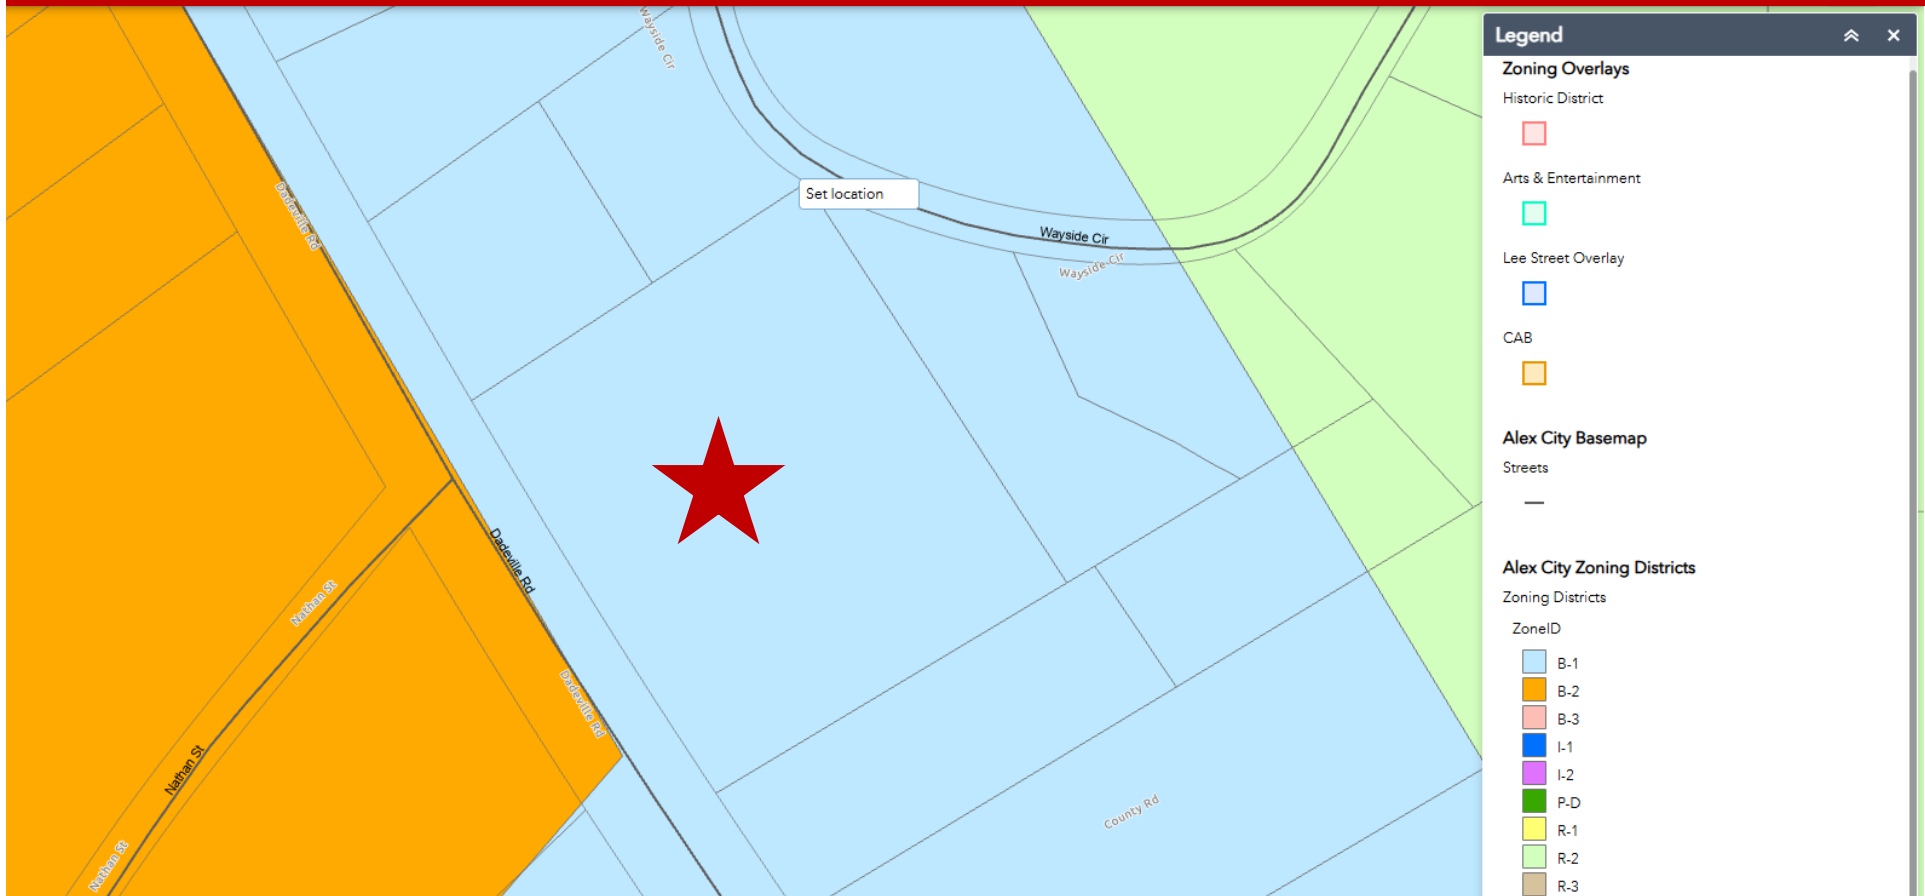 Wayside Cir
Dadeville Rd
Set location
Wayside Cir
Wayside Cir
Dadeville Rd
Nathan St
Dadeville Rd
Nathan St
County Rd
Nathan St
Legend
Zoning Overlays
Historic District
Arts & Entertainment
Lee Street Overlay
CAB
Alex City Basemap
Streets
Alex City Zoning Districts
Zoning Districts
ZoneID
B-1
B-2
B-3
I-1
I-2
P-D
R-1
R-2
R-3